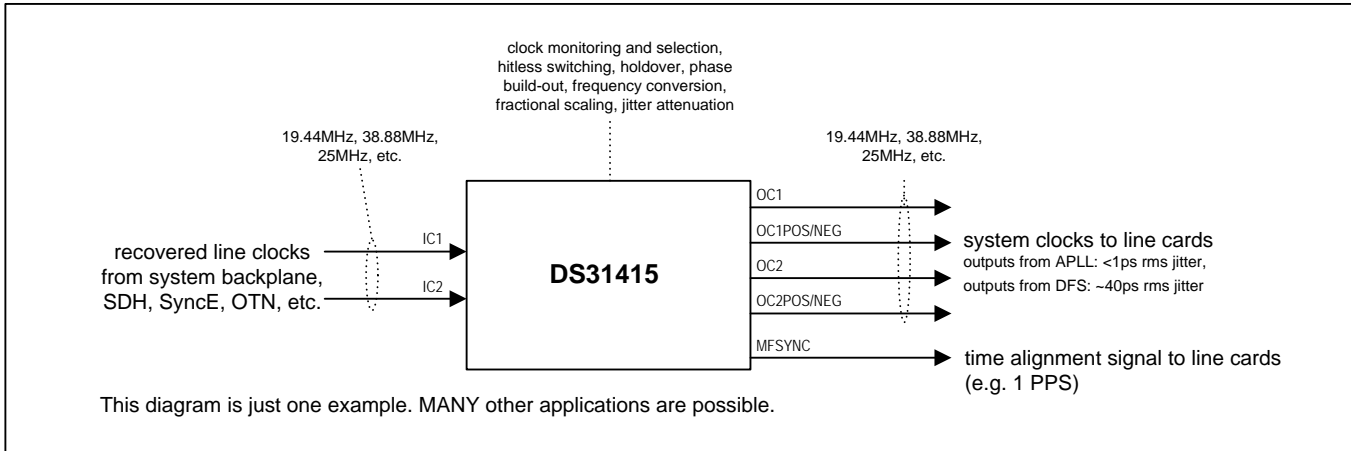 clock monitoring and selection,
hitless switching, holdover, phase
build-out, frequency conversion,
fractional scaling, jitter attenuation
19.44MHz, 38.88MHz,
25MHz, etc.
19.44MHz, 38.88MHz,
25MHz, etc.
recovered line clocks
from system backplane,
SDH, SyncE, OTN, etc.
IC1
IC2
DS31415
OC1
OC1POS/NEG
OC2
OC2POS/NEG
MFSYNC
system clocks to line cards
outputs from APLL: <1ps rms jitter,
outputs from DFS: ~40ps rms jitter
time alignment signal to line cards
(e.g. 1 PPS)
This diagram is just one example. MANY other applications are possible.